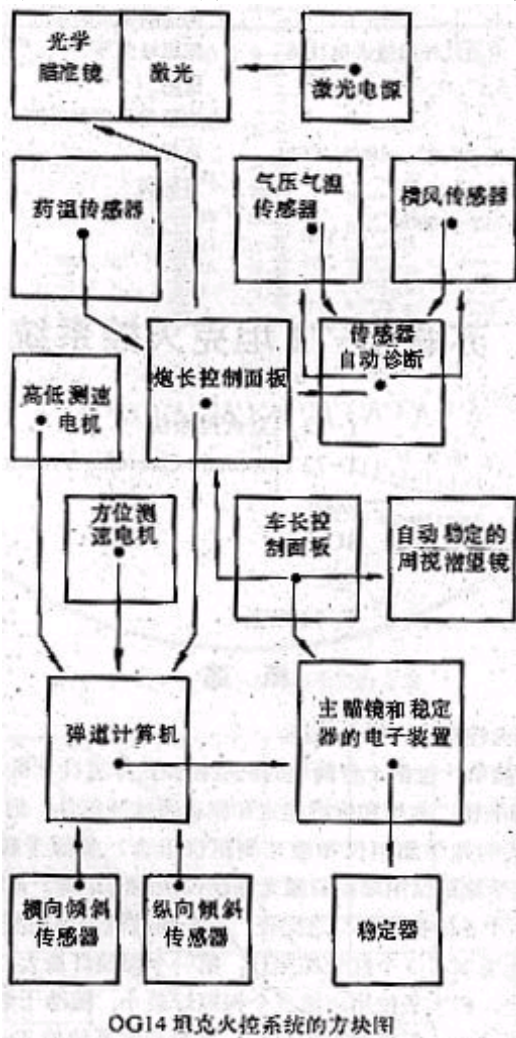 光学
瞄准镜
激光
激光电源
药温传感器
气压气温
传感器
横风传感器
传感器
自动诊断
炮长控制面板
高低测速
电机
方位测
速电机
车长控
制面板
自动稳定的
周视潜望镜
弹道计算机
主瞄镜和稳定
器的电子装置
横向倾斜
传感器
纵向倾斜
传感器
稳定器
OG14坦克火控系统的方块图